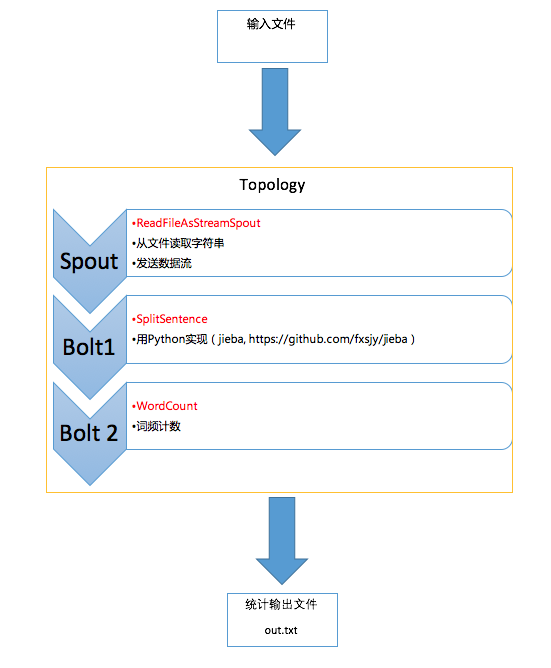 输入文件
Topology
Spout
•ReadFileAsStreamSpout
•从文件读取字符串
•发送数据流
Bolt1
•SplitSentence
•用Python实现（jieba, https://github.com/fxsjy/jieba）
Bolt 2
•WordCount
•词频计数
统计输出文件
out.txt